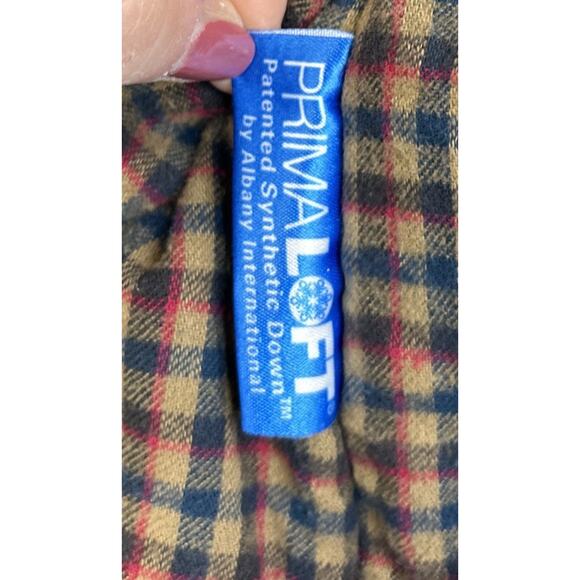 PRIMALOFT®
Patented Synthetic Down™
by Albany International